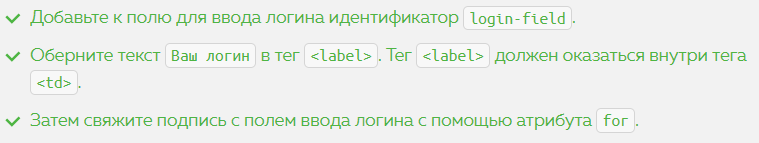 Добавьте к полю для ввода логина идентификатор login-field.
Оберните текст Ваш логин в тег <label>. Тег <label> должен оказаться внутри тега
<td>.
Затем свяжите подпись с полем ввода логина с помощью атрибута for.